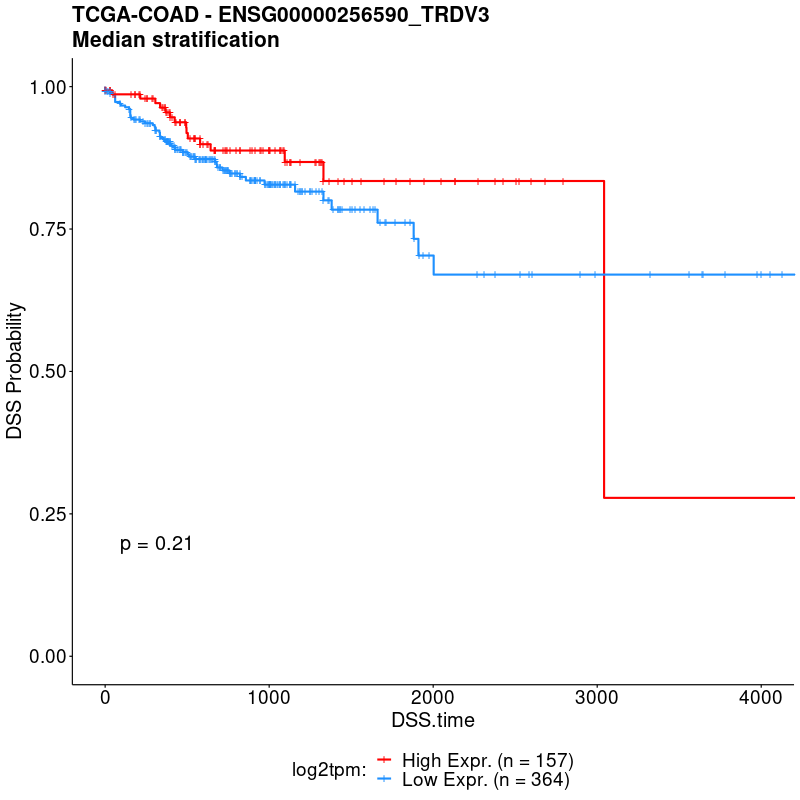 TCGA-COAD - ENSG00000256590_TRDV3
Median stratification
1.00
0.75
0.50
0.25
0.00
DSS Probability
p = 0.21
0 1000 2000 3000 4000
DSS.time
log2tpm:
High Expr. (n = 157)
Low Expr. (n = 364)